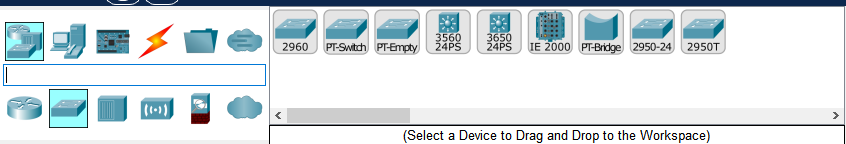 2960 PT-Switch PT-Empty 3560 24PS 3650 24PS IE 2000 PT-Bridge 2950-24 2950T
(Select a Device to Drag and Drop to the Workspace)